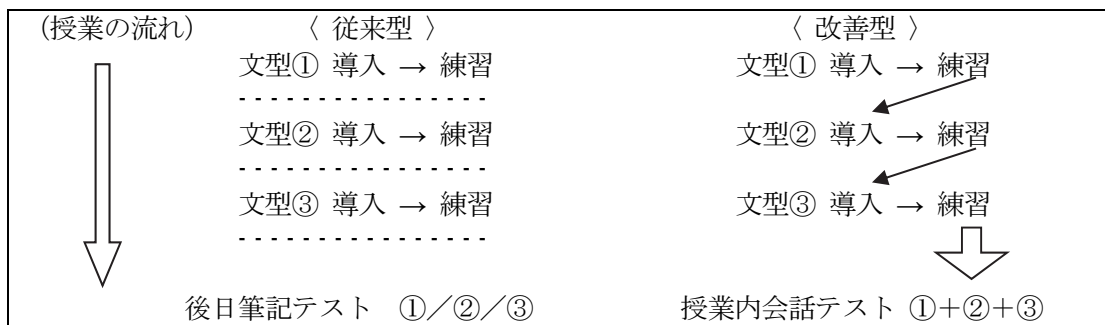 (授業の流れ) 〈 従来型 〉 〈 改善型 〉
文型① 導入 → 練習 文型① 導入 → 練習
文型② 導入 → 練習 文型② 導入 → 練習
文型③ 導入 → 練習 文型③ 導入 → 練習
後日筆記テスト ①／②／③ 授業内会話テスト ①＋②＋③